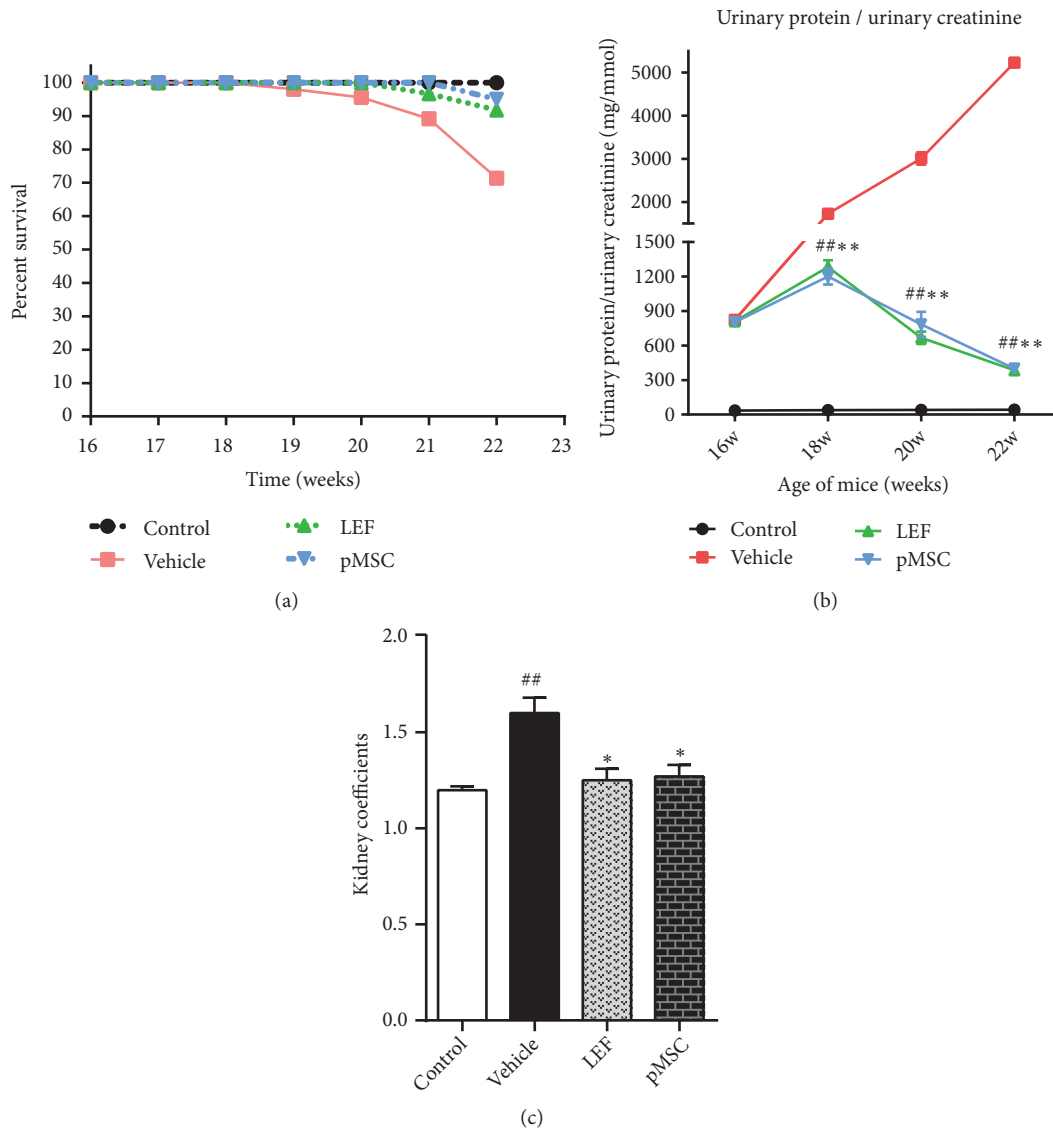 Percent survival
100
90
80
70
60
50
40
30
20
10
0
16 17 18 19 20 21 22 23
Time (weeks)
Control
Vehicle
LEF
pMSC
(a)
Urinary protein / urinary creatinine
Urinary protein/urinary creatinine (mg/mmol)
5000
4000
3000
2000
1500
1200
900
600
300
0
##**
##**
##**
16w 18w 20w 22w
Age of mice (weeks)
Control
Vehicle
LEF
pMSC
(b)
Kidney coefficients
2.0
1.5
1.0
0.5
0.0
##
*
*
Control Vehicle LEF pMSC
(c)